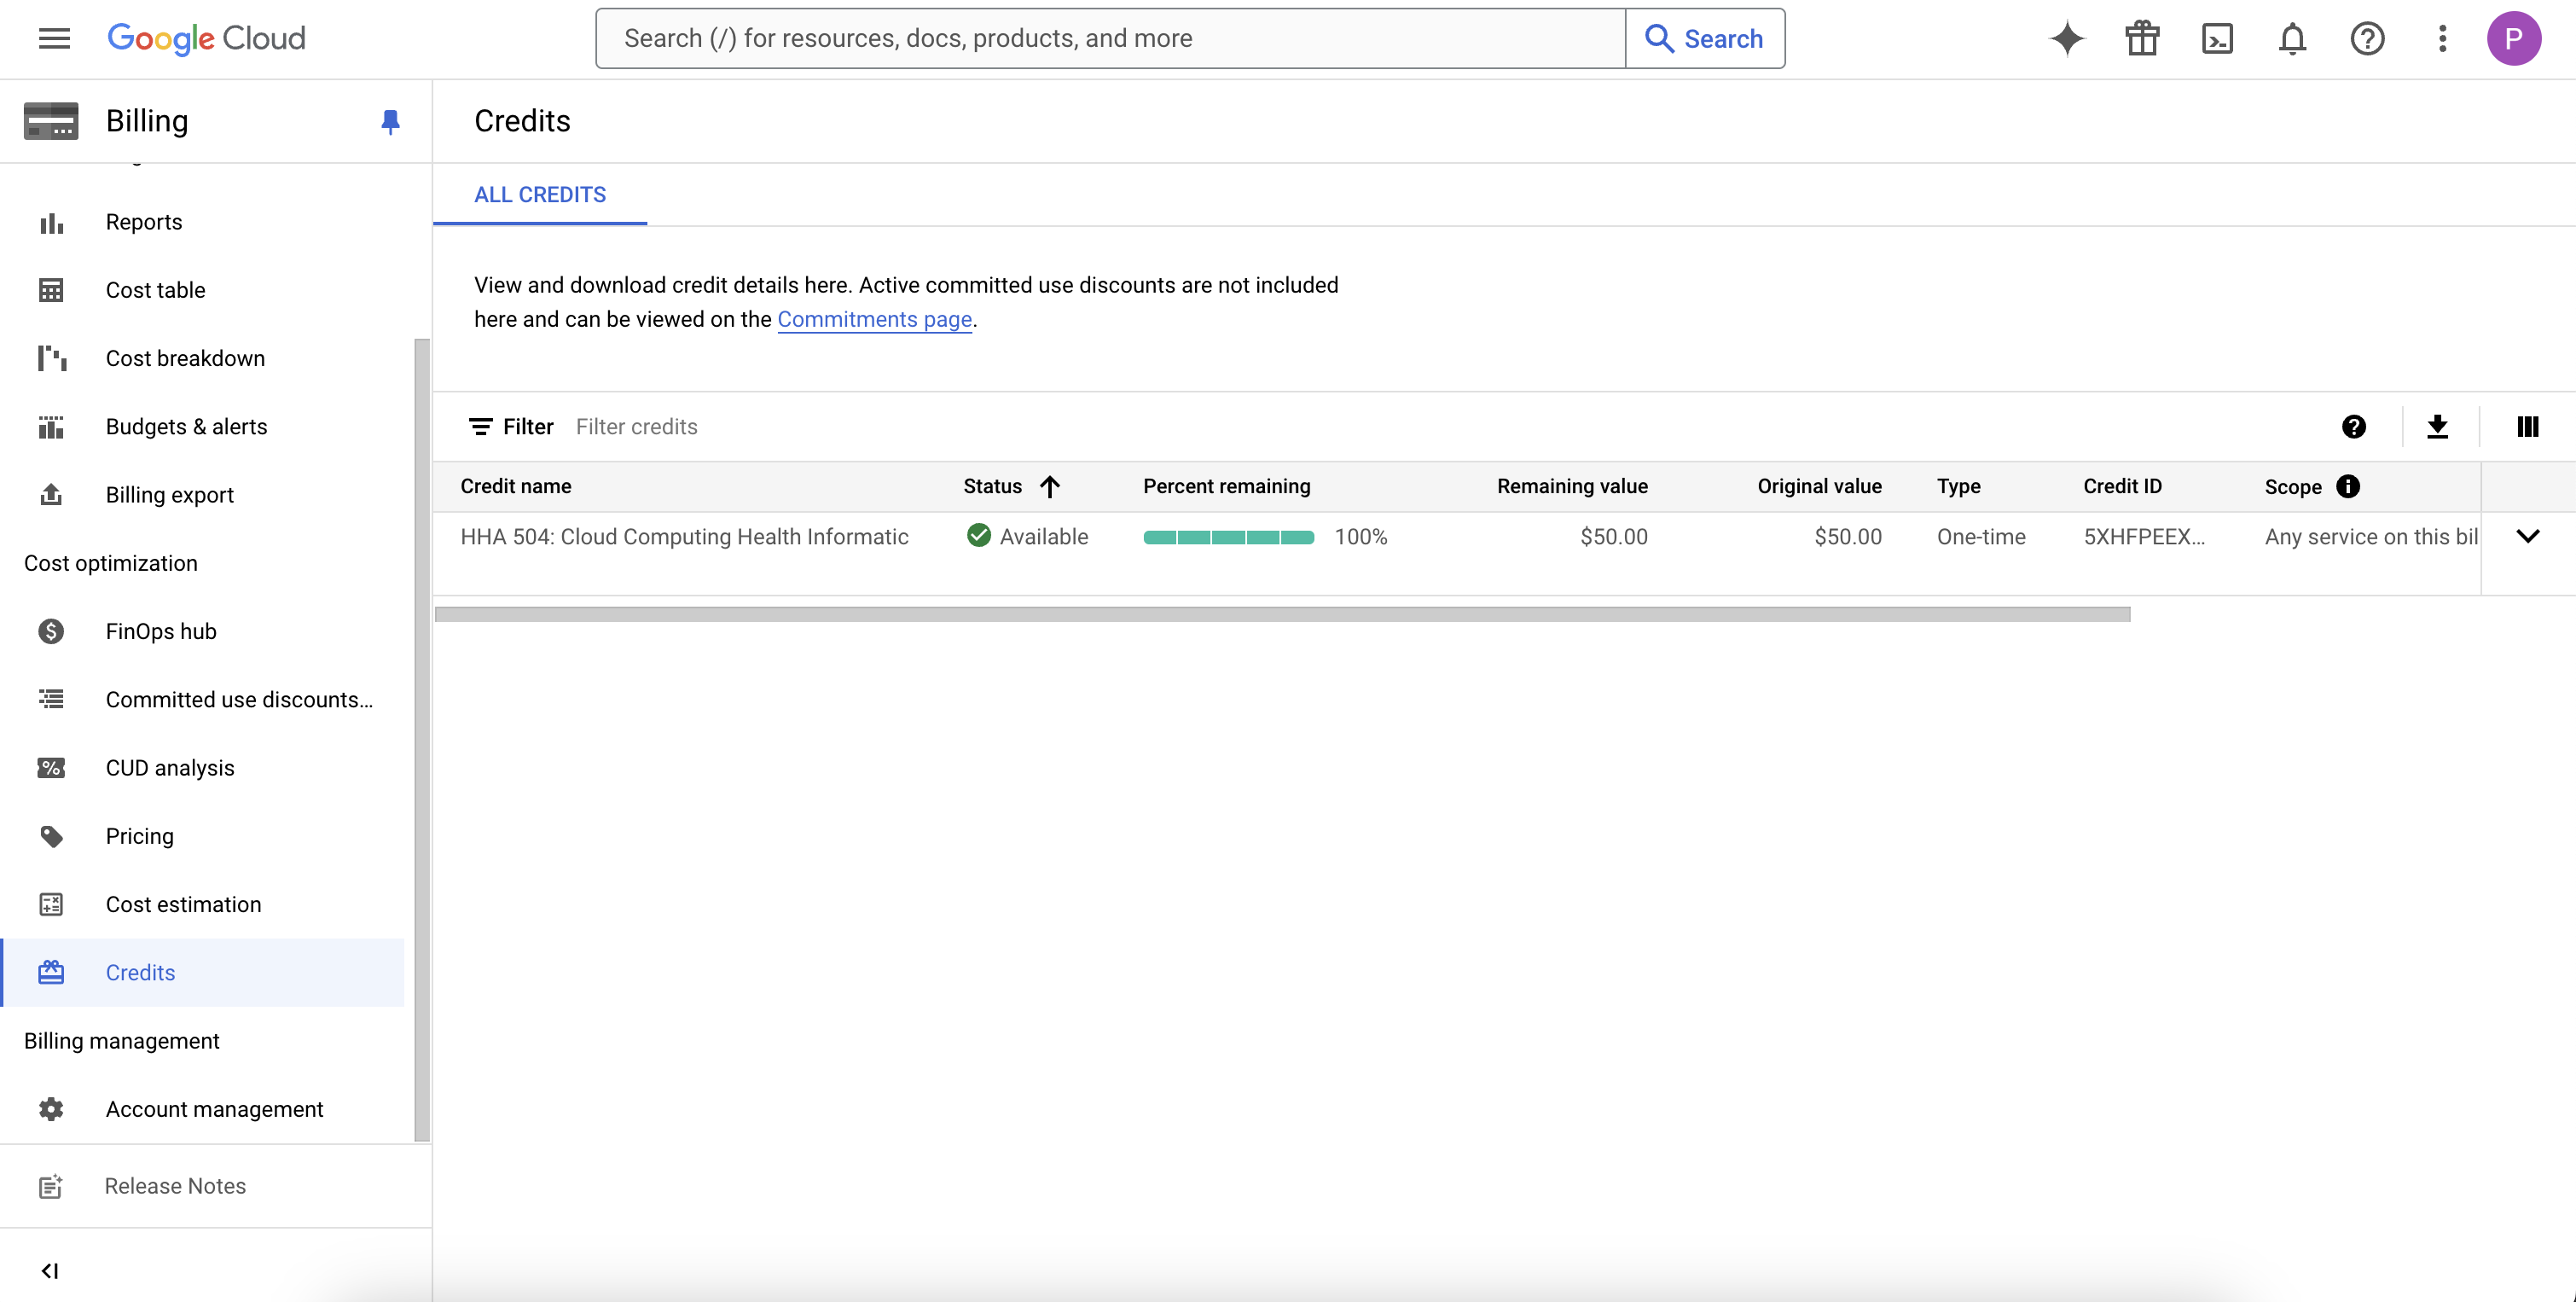 Google Cloud
Search (/) for resources, docs, products, and more
Search
P
Billing
Credits
Reports
Cost table
Cost breakdown
Budgets & alerts
Billing export
Cost optimization
FinOps hub
Committed use discounts...
CUD analysis
Pricing
Cost estimation
Credits
Billing management
Account management
Release Notes
ALL CREDITS
View and download credit details here. Active committed use discounts are not included
here and can be viewed on the Commitments page.
Filter Filter credits
Credit name Status Percent remaining Remaining value Original value Type Credit ID Scope
HHA 504: Cloud Computing Health Informatic Available 100% $50.00 $50.00 One-time 5XHFPEEX... Any service on this bil